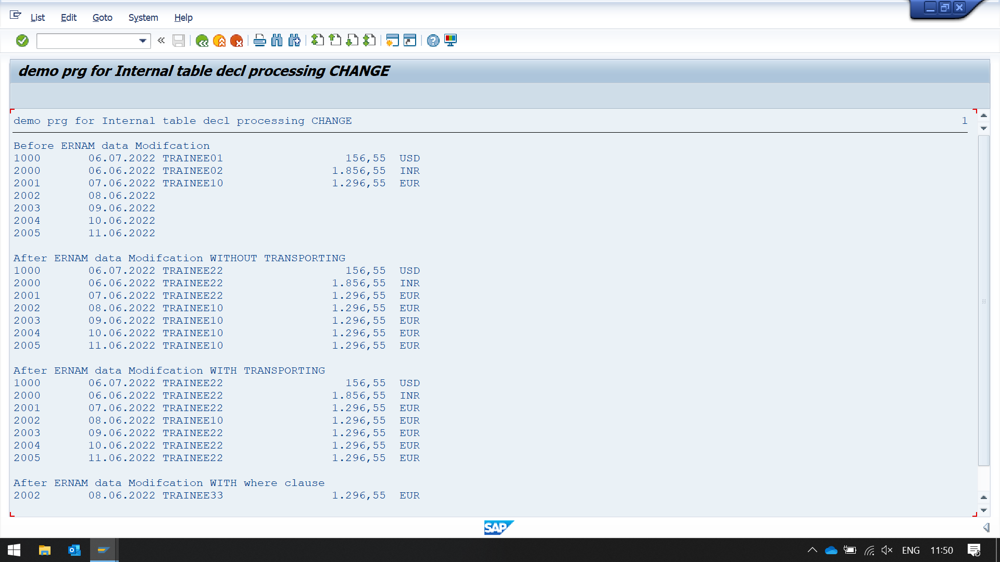 List Edit Goto System Help
demo prg for Internal table decl processing CHANGE
demo prg for Internal table decl processing CHANGE 1
Before ERNAM data Modifcation
1000 06.07.2022 TRAINEE01 156,55 USD
2000 06.06.2022 TRAINEE02 1.856,55 INR
2001 07.06.2022 TRAINEE10 1.296,55 EUR
2002 08.06.2022
2003 09.06.2022
2004 10.06.2022
2005 11.06.2022
After ERNAM data Modifcation WITHOUT TRANSPORTING
1000 06.07.2022 TRAINEE22 156,55 USD
2000 06.06.2022 TRAINEE22 1.856,55 INR
2001 07.06.2022 TRAINEE22 1.296,55 EUR
2002 08.06.2022 TRAINEE10 1.296,55 EUR
2003 09.06.2022 TRAINEE10 1.296,55 EUR
2004 10.06.2022 TRAINEE10 1.296,55 EUR
2005 11.06.2022 TRAINEE10 1.296,55 EUR
After ERNAM data Modifcation WITH TRANSPORTING
1000 06.07.2022 TRAINEE22 156,55 USD
2000 06.06.2022 TRAINEE22 1.856,55 INR
2001 07.06.2022 TRAINEE22 1.296,55 EUR
2002 08.06.2022 TRAINEE10 1.296,55 EUR
2003 09.06.2022 TRAINEE22 1.296,55 EUR
2004 10.06.2022 TRAINEE22 1.296,55 EUR
2005 11.06.2022 TRAINEE22 1.296,55 EUR
After ERNAM data Modifcation WITH where clause
2002 08.06.2022 TRAINEE33 1.296,55 EUR
SAP
ENG 11:50